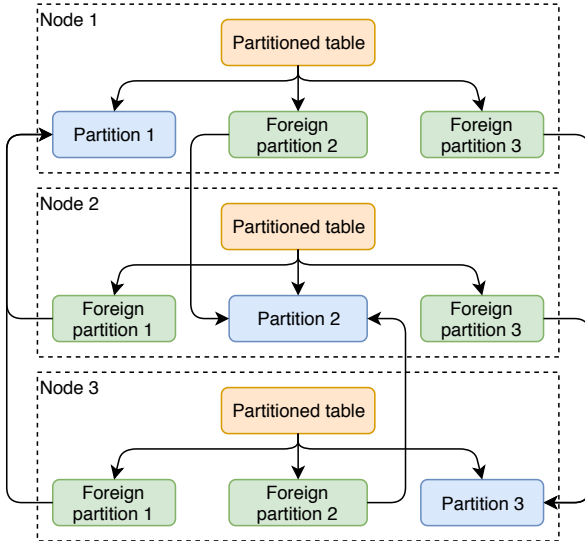 Node 1
Partitioned table
Partition 1
Foreign
partition 2
Foreign
partition 3
Node 2
Partitioned table
Foreign
partition 1
Partition 2
Foreign
partition 3
Node 3
Partitioned table
Foreign
partition 1
Foreign
partition 2
Partition 3